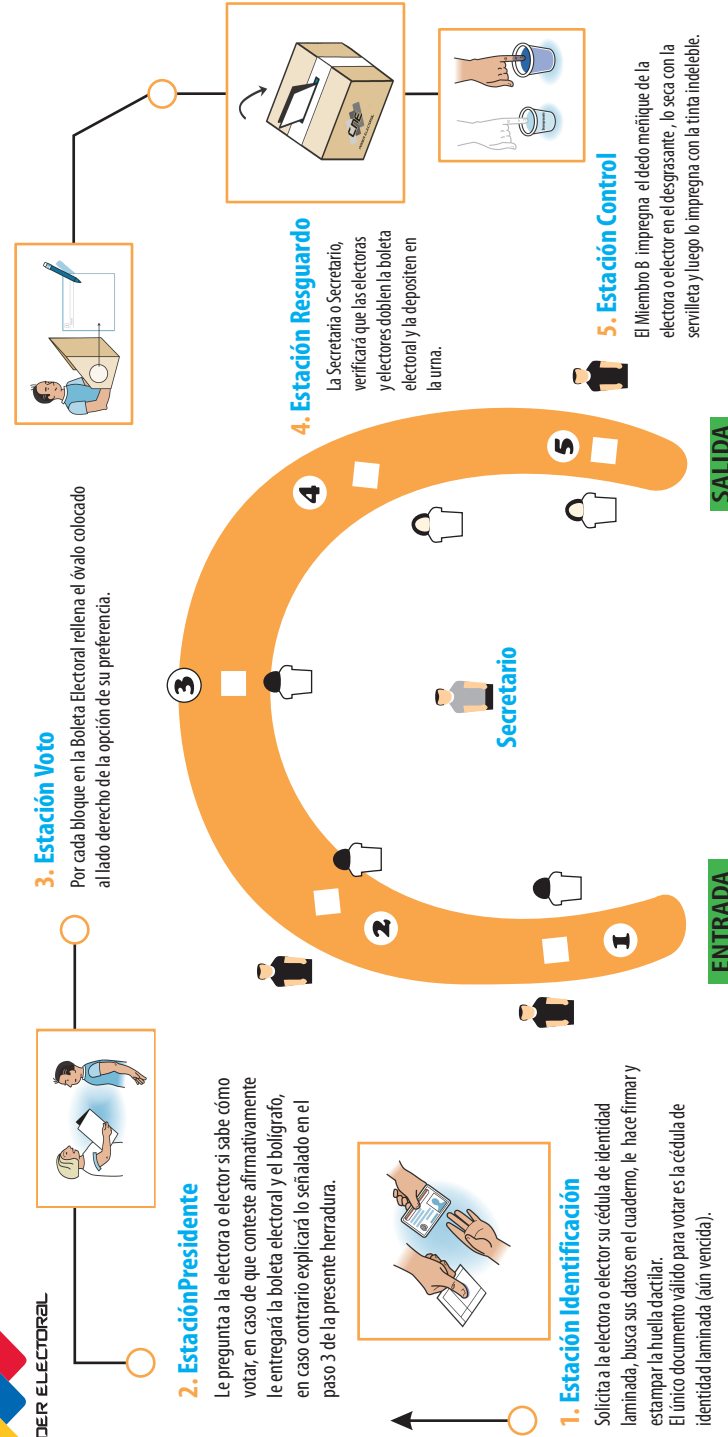 DER ELECTORAL
1. Estación Identificación
Solicita a la electora o elector su cédula de identidad
laminada, busca sus datos en el cuaderno, le hace firmar y
estampar la huella dactilar.
El único documento válido para votar es la cédula de
identidad laminada (aún vencida).
2. EstaciónPresidente
Le pregunta a la electora o elector si sabe cómo
votar, en caso de que conteste afirmativamente
le entregará la boleta electoral y el bolígrafo,
en caso contrario explicará lo señalado en el
paso 3 de la presente herradura.
3. Estación Voto
Por cada bloque en la Boleta Electoral rellena el óvalo colocado
al lado derecho de la opción de su preferencia.
4. Estación Resguardo
La Secretaria o Secretario,
verificará que las electoras
y electores doblen la boleta
electoral y la depositen en
la urna.
CNE
PODER ELECTORAL
5. Estación Control
El Miembro B impregna el dedo meñique de la
electora o elector en el desgrasante , lo seca con la
servilleta y luego lo impregna con la tinta indeleble.
1
2
3
4
5
Secretario
ENTRADA
SALIDA